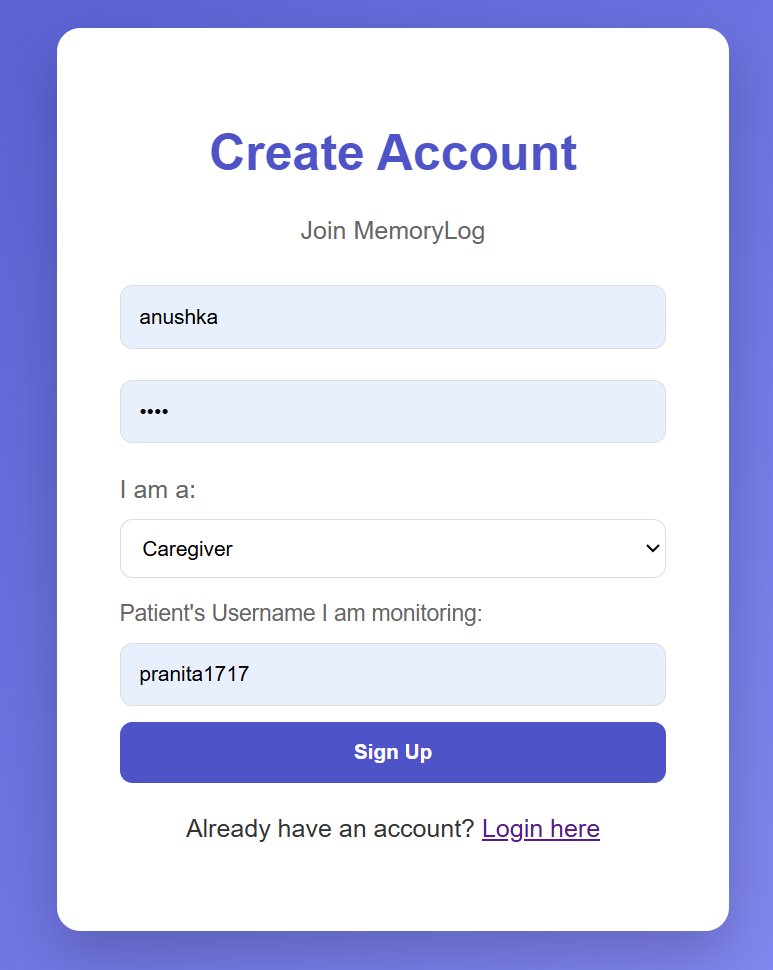 Create Account
Join MemoryLog
anushka
••••
I am a:
Caregiver
Patient's Username I am monitoring:
pranita1717
Sign Up
Already have an account? Login here